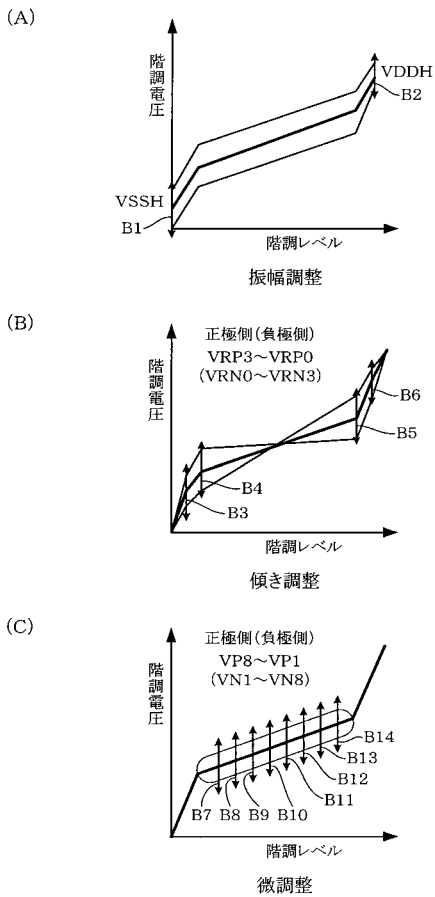 (A)
階調電圧
VDDH
B2
VSSH
B1
階調レベル
振幅調整
(B)
正極側(負極側)
VRP3～VRP0
(VRN0～VRN3)
階調電圧
B6
B5
B4
B3
階調レベル
傾き調整
(C)
正極側(負極側)
VP8～VP1
(VN1～VN8)
階調電圧
B14
B13
B12
B11
B7 B8 B9 B10
階調レベル
微調整